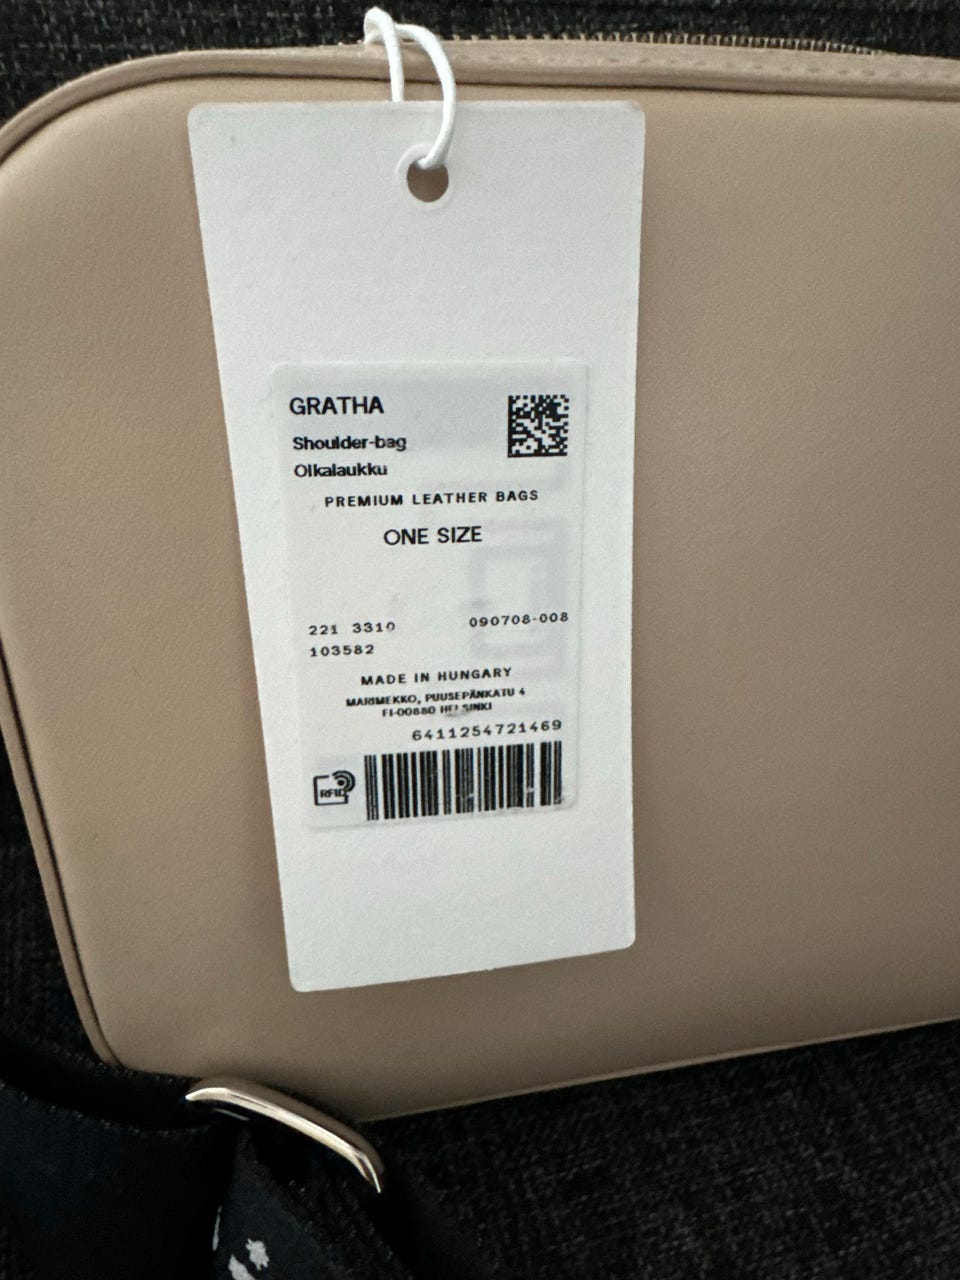 GRATHA
Shoulder-bag
Olkalaukku
PREMIUM LEATHER BAGS
ONE SIZE
221 3310
090708-008
103582
MADE IN HUNGARY
MARIMEKKO, PUUSEPÄNKATU 4
FI-00880 HELSINKI
6411254721469
RFID